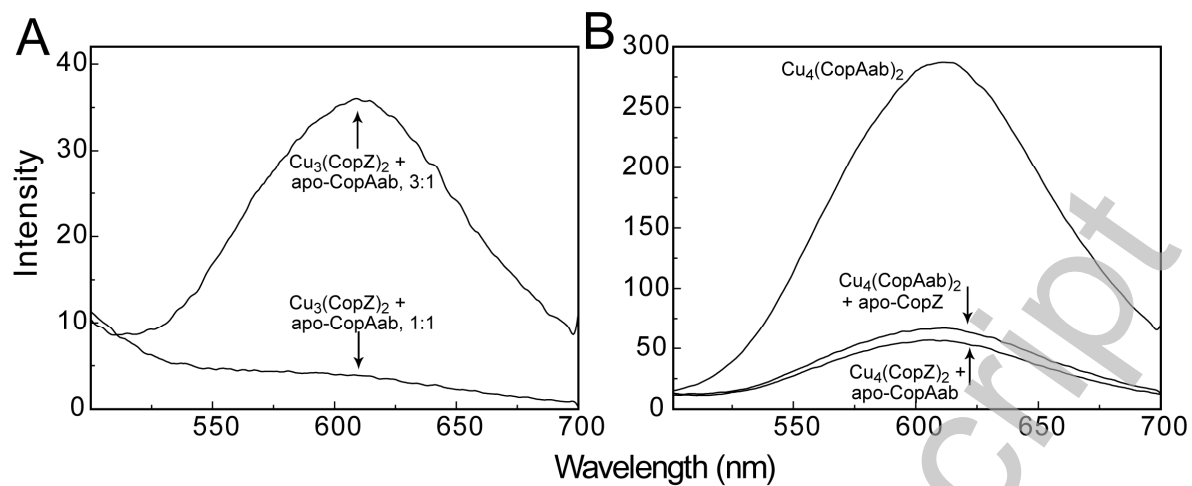 A
B
40
30
20
10
0
Intensity
Cu3(CopZ)2 +
apo-CopAab, 3:1
Cu3(CopZ)2 +
apo-CopAab, 1:1
550
600
650
700
300
250
200
150
100
50
0
Cu4(CopAab)2
Cu4(CopAab)2
+ apo-CopZ
Cu4(CopZ)2 +
apo-CopAab
550
600
650
700
Wavelength (nm)
cript